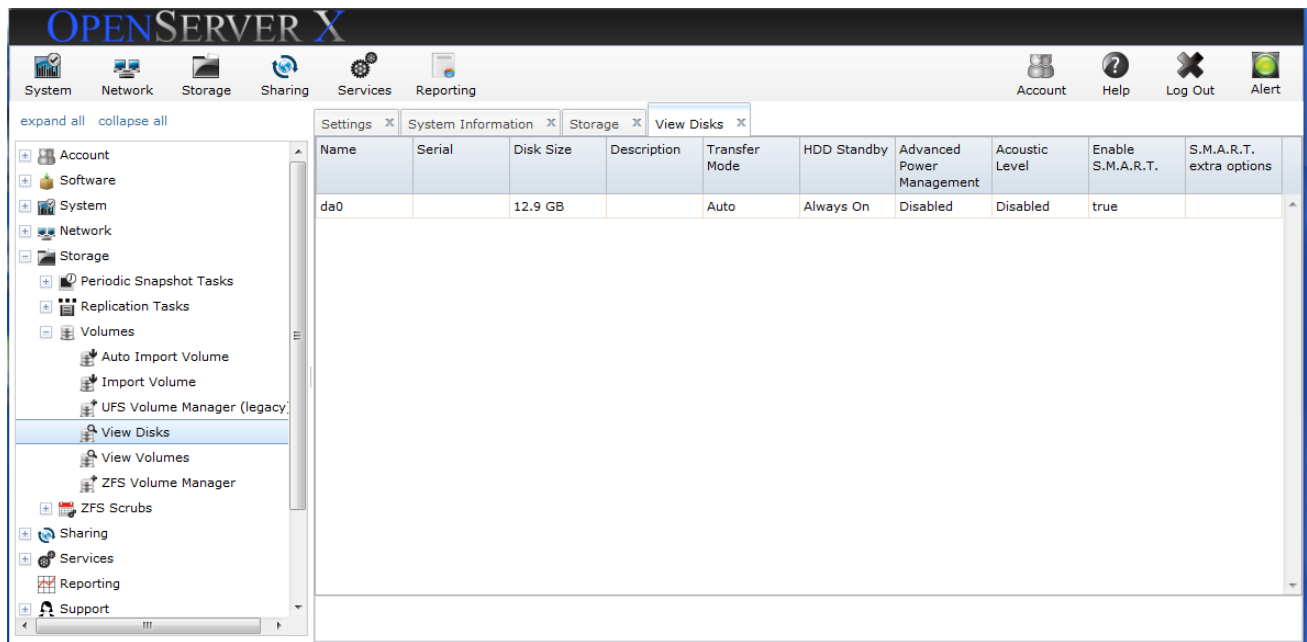 OPENSERVER X
System Network Storage Sharing Services Reporting Account Help Log Out Alert
expand all collapse all
Settings X System Information X Storage X View Disks X
Account
Software
System
Network
Storage
Periodic Snapshot Tasks
Replication Tasks
Volumes
Auto Import Volume
Import Volume
UFS Volume Manager (legacy)
View Disks
View Volumes
ZFS Volume Manager
ZFS Scrubs
Sharing
Services
Reporting
Support
Name Serial Disk Size Description Transfer Mode HDD Standby Advanced Power Management Acoustic Level Enable S.M.A.R.T. S.M.A.R.T. extra options
da0 12.9 GB Auto Always On Disabled Disabled true